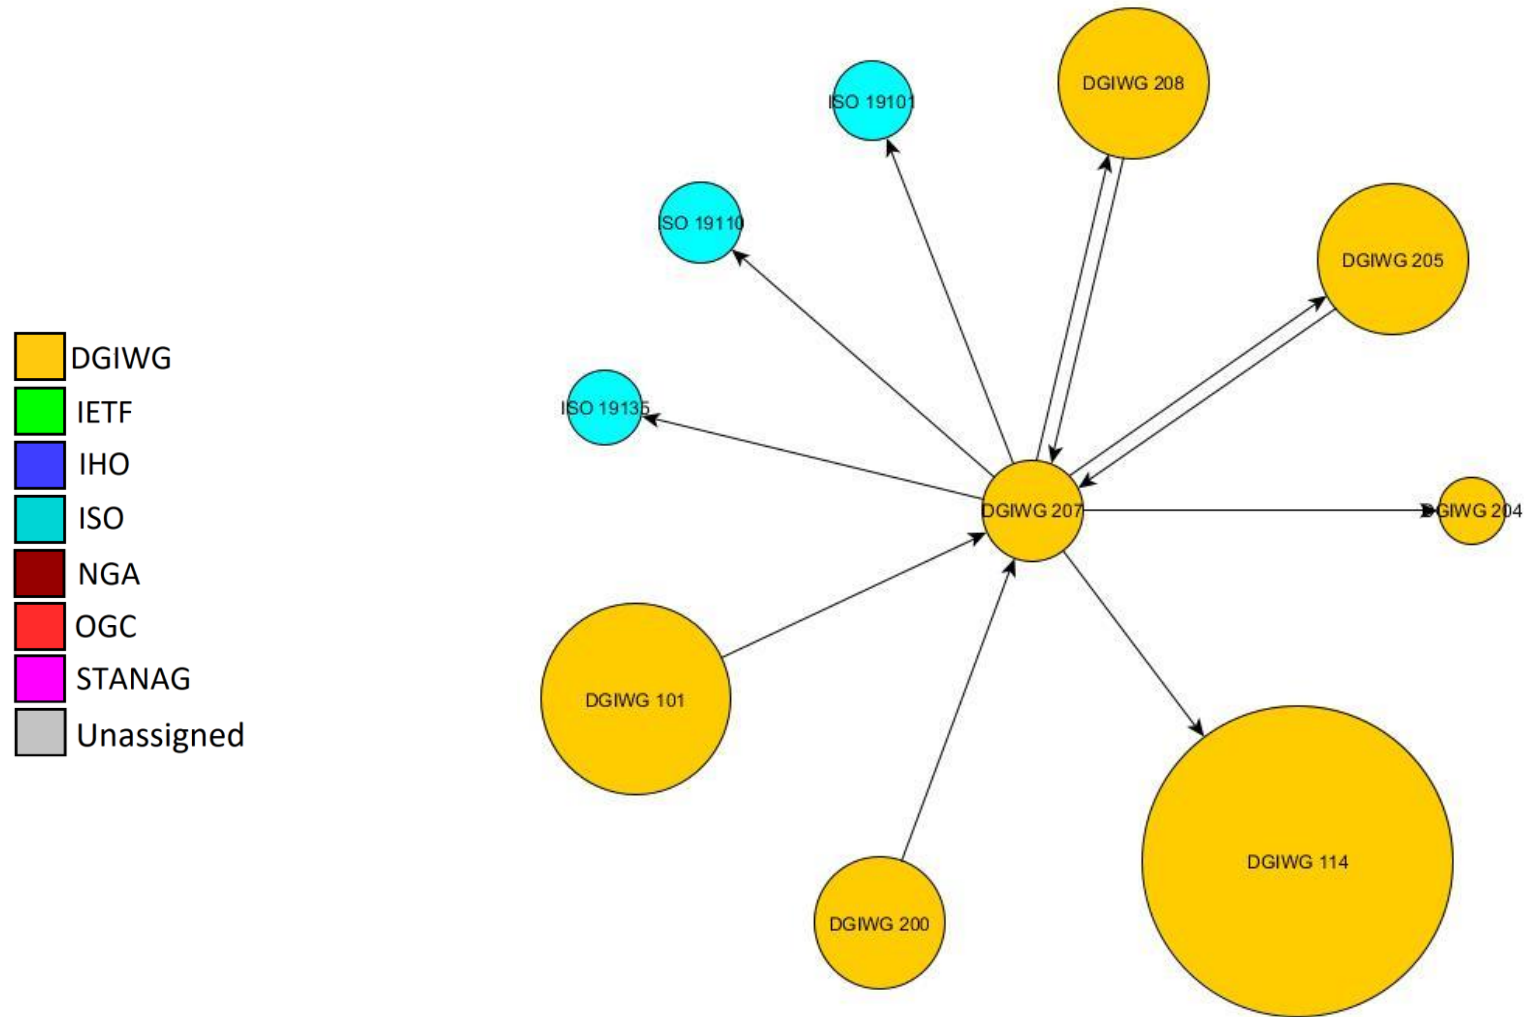 DGIWG
IETF
IHO
ISO
NGA
OGC
STANAG
Unassigned
DGIWG 208
ISO 19101
ISO 19110
DGIWG 205
ISO 19135
DGIWG 207
DGIWG 204
DGIWG 101
DGIWG 114
DGIWG 200